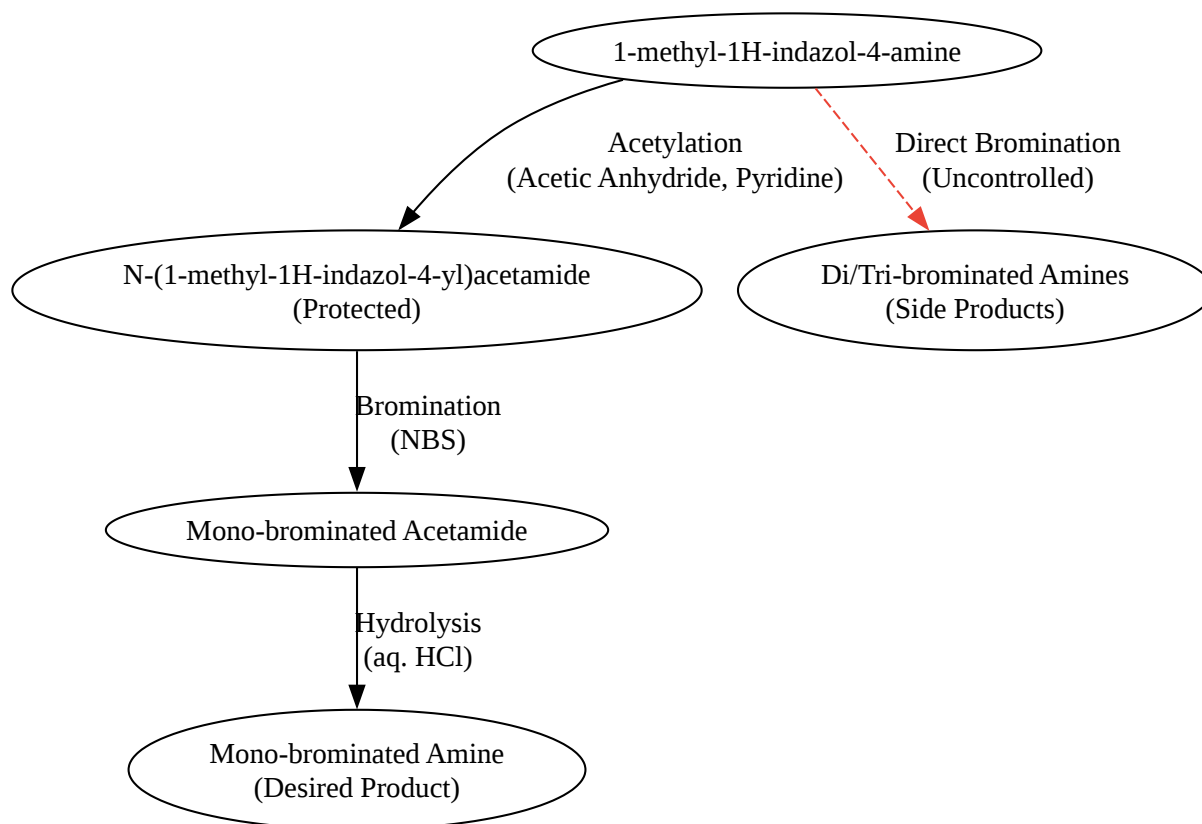 1-methyl-1H-indazol-4-amine
Acetylation
(Acetic Anhydride, Pyridine)
Direct Bromination
(Uncontrolled)
N-(1-methyl-1H-indazol-4-yl)acetamide
(Protected)
Di/Tri-brominated Amines
(Side Products)
Bromination
(NBS)
Mono-brominated Acetamide
Hydrolysis
(aq. HCl)
Mono-brominated Amine
(Desired Product)